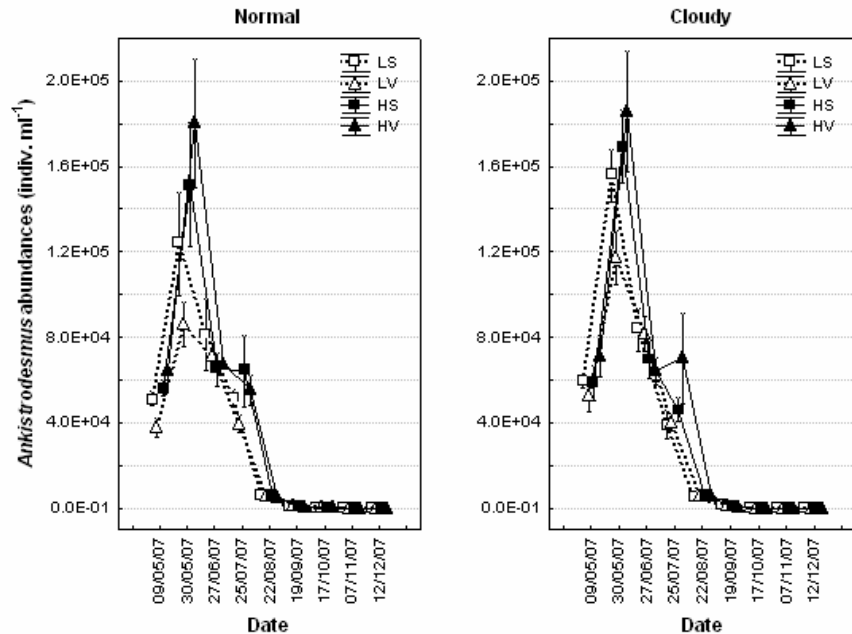 Normal
Cloudy
Ankistrodesmus abundances (indiv. ml⁻¹)
2.0E+05
1.6E+05
1.2E+05
8.0E+04
4.0E+04
0.0E-01
LS
LV
HS
HV
09/05/07
30/05/07
27/06/07
25/07/07
22/08/07
19/09/07
17/10/07
07/11/07
12/12/07
Date
2.0E+05
1.6E+05
1.2E+05
8.0E+04
4.0E+04
0.0E-01
LS
LV
HS
HV
09/05/07
30/05/07
27/06/07
25/07/07
22/08/07
19/09/07
17/10/07
07/11/07
12/12/07
Date